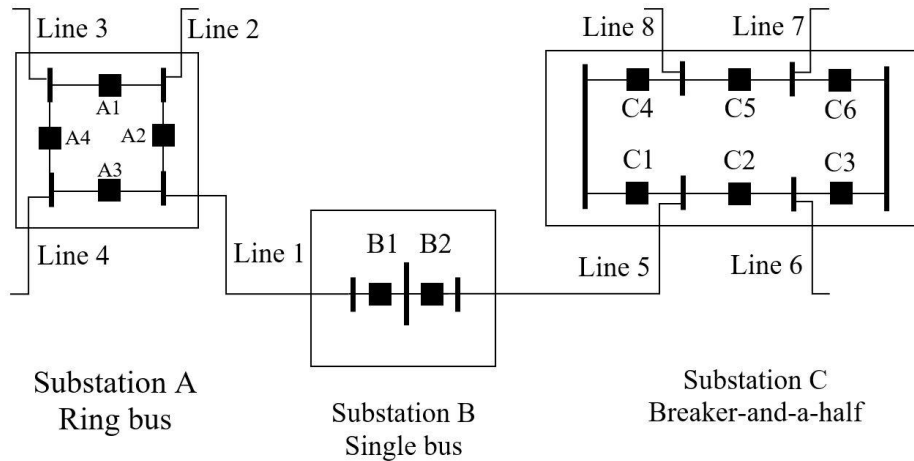 Line 3
Line 2
Line 8
Line 7
A1
A4
A2
A3
C4
C5
C6
C1
C2
C3
Line 4
Line 1
B1
B2
Line 5
Line 6
Substation A
Ring bus
Substation B
Single bus
Substation C
Breaker-and-a-half